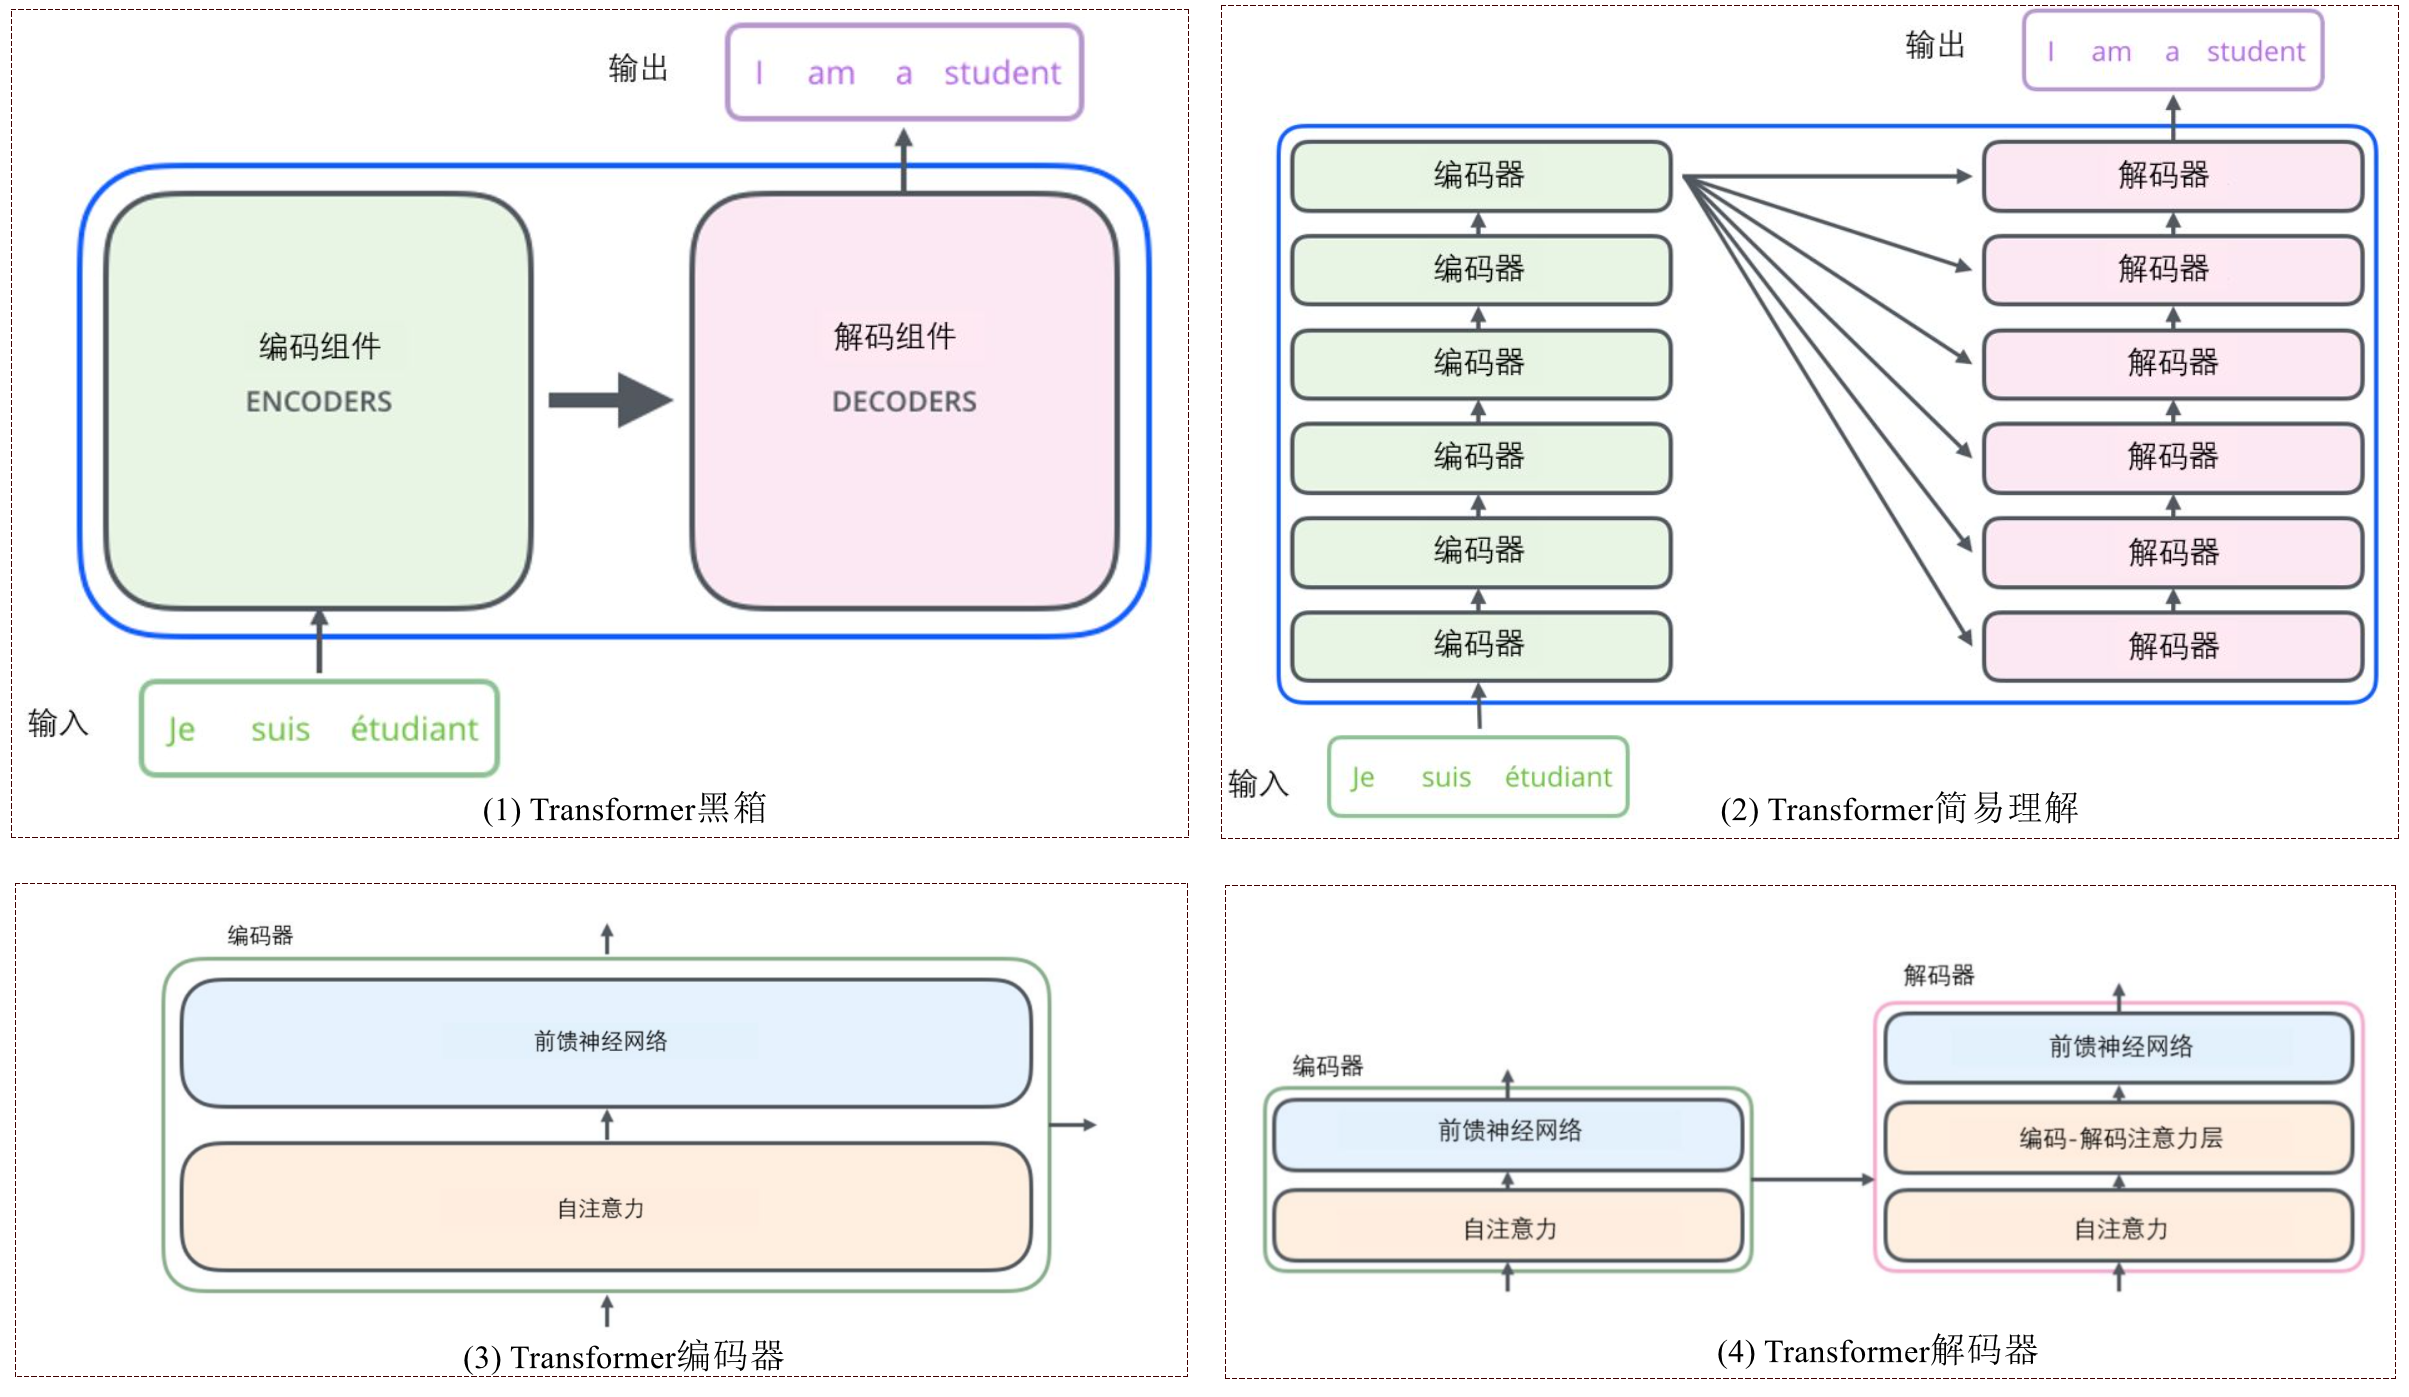 输出
I am a student
编码组件
ENCODERS
解码组件
DECODERS
输入
Je suis étudiant
(1) Transformer黑箱
输出
I am a student
编码器
解码器
编码器
解码器
编码器
解码器
编码器
解码器
编码器
解码器
编码器
解码器
输入
Je suis étudiant
(2) Transformer简易理解
编码器
前馈神经网络
自注意力
(3) Transformer编码器
编码器
前馈神经网络
自注意力
解码器
前馈神经网络
编码-解码注意力层
自注意力
(4) Transformer解码器